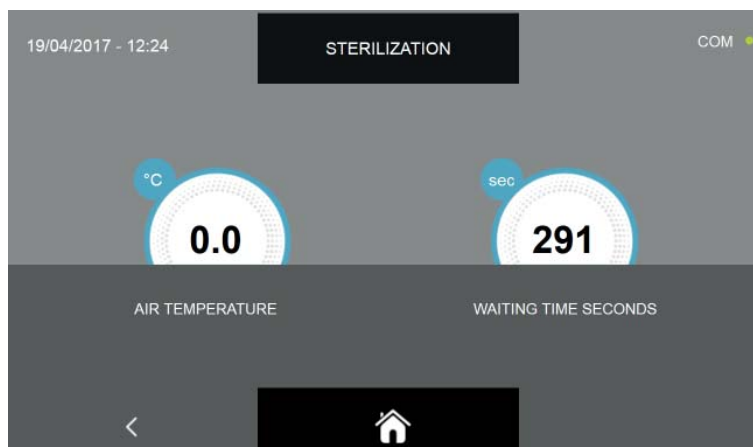 19/04/2017 - 12:24
STERILIZATION
COM
°C
sec
0.0
291
AIR TEMPERATURE
WAITING TIME SECONDS